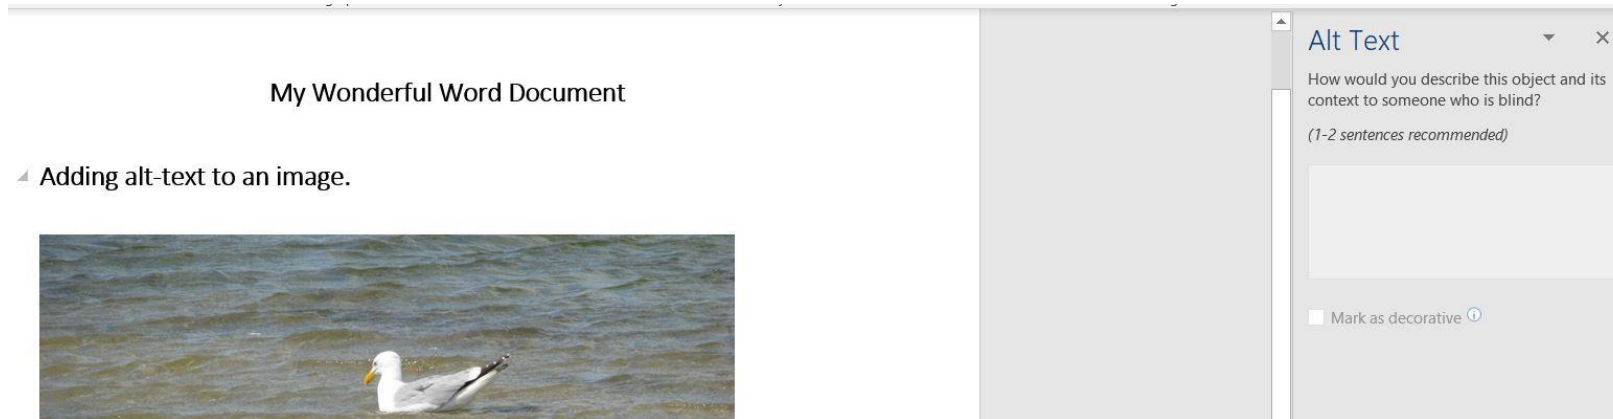 My Wonderful Word Document
Adding alt-text to an image.
Alt Text
How would you describe this object and its
context to someone who is blind?
(1-2 sentences recommended)
Mark as decorative